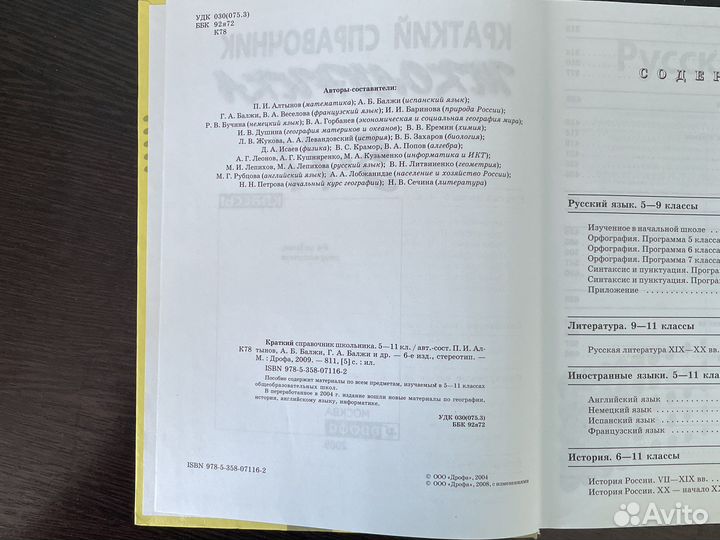 УДК 030(075.3)
ББК 92я72
К78
КРАТКИЙ СПРАВОЧНИК
Авторы-составители:
П. И. Алтынов (математика); А. Б. Балжи (испанский язык);
Г. А. Балжи, В. А. Веселова (французский язык); И. И. Баринова (природа России);
Р. В. Бучина (немецкий язык); В. А. Горбанев (экономическая и социальная география мира);
И. В. Душина (география материков и океанов); В. В. Еремин (химия);
Л. В. Жукова, А. А. Левандовский (история); В. Б. Захаров (биология);
Д. А. Исаев (физика); В. С. Крамор, В. А. Попов (алгебра);
А. Г. Леонов, А. Г. Кушниренко, М. А. Кузьменко (информатика и ИКТ);
М. И. Лепихов, М. А. Лепихова (русский язык); В. Н. Литвиненко (геометрия);
М. Г. Рубцова (английский язык); А. А. Лобжанидзе (население и хозяйство России);
Н. Н. Петрова (начальный курс географии); Н. В. Сечина (литература)
Краткий справочник школьника. 5—11 кл. / авт.-сост. П. И. Ал-
К78 тынов, А. Б. Балжи, Г. А. Балжи и др. — 6-е изд., стереотип. —
М. : Дрофа, 2009. — 811, [5] с. : ил.
ISBN 978-5-358-07116-2
Пособие содержит материалы по всем предметам, изучаемым в 5—11 классах
общеобразовательных школ.
В переработанное в 2004 г. издание вошли новые материалы по географии,
истории, английскому языку, информатике.
УДК 030(075.3)
ББК 92я72
МОСКВА
ДРОФА
2009
ISBN 978-5-358-07116-2
© ООО «Дрофа», 2004
© ООО «Дрофа», 2008, с изменениями
СОДЕР
Русский язык. 5—9 классы
Изученное в начальной школе
Орфография. Программа 5 класса
Орфография. Программа 6 класса
Орфография. Программа 7 класса
Синтаксис и пунктуация. Програ
Синтаксис и пунктуация. Програ
Приложение
Литература. 9—11 классы
Русская литература XIX—XX вв.
Иностранные языки. 5—11 кла
Английский язык
Немецкий язык
Испанский язык
Французский язык
История. 6—11 классы
История России. VII—XIX вв.
История России. XX — начало X
Avito